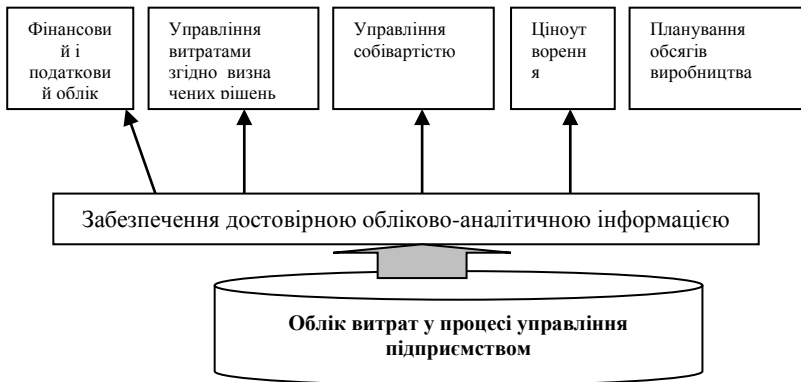 Фінансови
й і
податкови
й облік
Управління
витратами
згідно визна
чених рішень
Управління
собівартістю
Ціноут
воренн
я
Планування
обсягів
виробництва
Забезпечення достовірною обліково-аналітичною інформацією
Облік витрат у процесі управління
підприємством